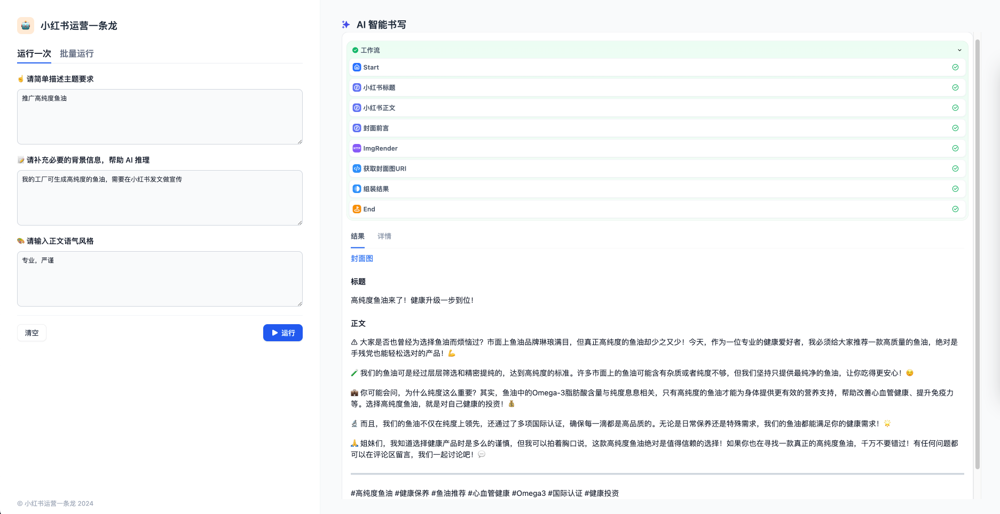 小红书运营一条龙
运行一次
批量运行
请简单描述主题要求
推广高纯度鱼油
请补充必要的背景信息，帮助 AI 推理
我的工厂可生成高纯度的鱼油，需要在小红书发文做宣传
请输入正文语气风格
专业，严谨
清空
运行
© 小红书运营一条龙 2024
AI 智能书写
工作流
Start
小红书标题
小红书正文
封面前言
HTTP
ImgRender
获取封面图URl
组装结果
End
结果
详情
封面图
标题
高纯度鱼油来了！健康升级一步到位！
正文
⚠ 大家是否也曾经为选择鱼油而烦恼过？市面上鱼油品牌琳琅满目，但真正高纯度的鱼油却少之又少！今天，作为一位专业的健康爱好者，我必须给大家推荐一款高质量的鱼油，绝对是
手残党也能轻松选对的产品！💪
🧪 我们的鱼油可是经过层层筛选和精密提纯的，达到高纯度的标准。许多市面上的鱼油可能含有杂质或者纯度不够，但我们坚持只提供最纯净的鱼油，让你吃得更安心！😌
💼 你可能会问，为什么纯度这么重要？其实，鱼油中的Omega-3脂肪酸含量与纯度息息相关，只有高纯度的鱼油才能为身体提供更有效的营养支持，帮助改善心血管健康、提升免疫力
等。选择高纯度鱼油，就是对自己健康的投资！💰
🔬 而且，我们的鱼油不仅在纯度上领先，还通过了多项国际认证，确保每一滴都是高品质的。无论是日常保养还是特殊需求，我们的鱼油都能满足你的健康需求！🌟
🙏 姐妹们，我知道选择健康产品时是多么的谨慎，但我可以拍着胸口说，这款高纯度鱼油绝对是值得信赖的选择！如果你也在寻找一款真正的高纯度鱼油，千万不要错过！有任何问题都
可以在评论区留言，我们一起讨论吧！💬
#高纯度鱼油 #健康保养 #鱼油推荐 #心血管健康 #Omega3 #国际认证 #健康投资